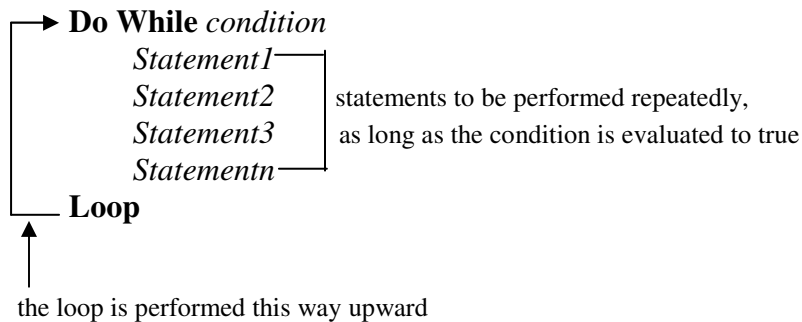 Do While condition
Statement1
Statement2 statements to be performed repeatedly,
Statement3 as long as the condition is evaluated to true
Statementn
Loop
the loop is performed this way upward